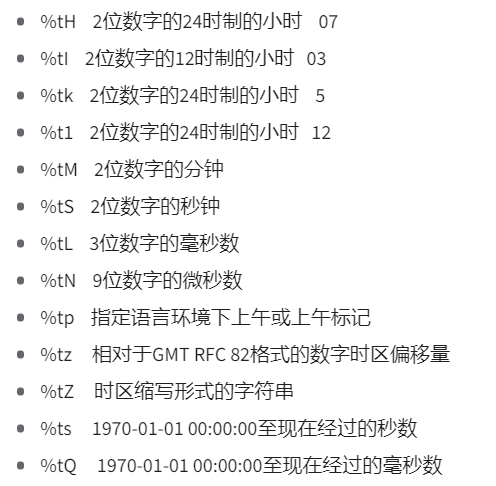 %tH 2位数字的24时制的小时 07
%tI 2位数字的12时制的小时 03
%tk 2位数字的24时制的小时 5
%t1 2位数字的24时制的小时 12
%tM 2位数字的分钟
%tS 2位数字的秒钟
%tL 3位数字的毫秒数
%tN 9位数字的微秒数
%tp 指定语言环境下上午或上午标记
%tz 相对于GMT RFC 82格式的数字时区偏移量
%tZ 时区缩写形式的字符串
%ts 1970-01-01 00:00:00至现在经过的秒数
%tQ 1970-01-01 00:00:00至现在经过的毫秒数